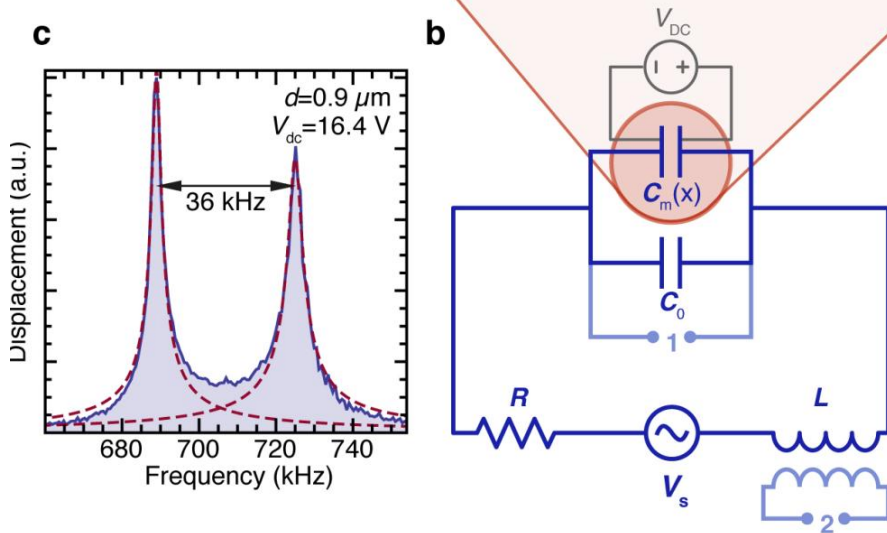 c
d=0.9 µm
V_dc=16.4 V
36 kHz
Displacement (a.u.)
680 700 720 740
Frequency (kHz)
b
V_DC
C_m(x)
C_0
1
R
L
V_s
2